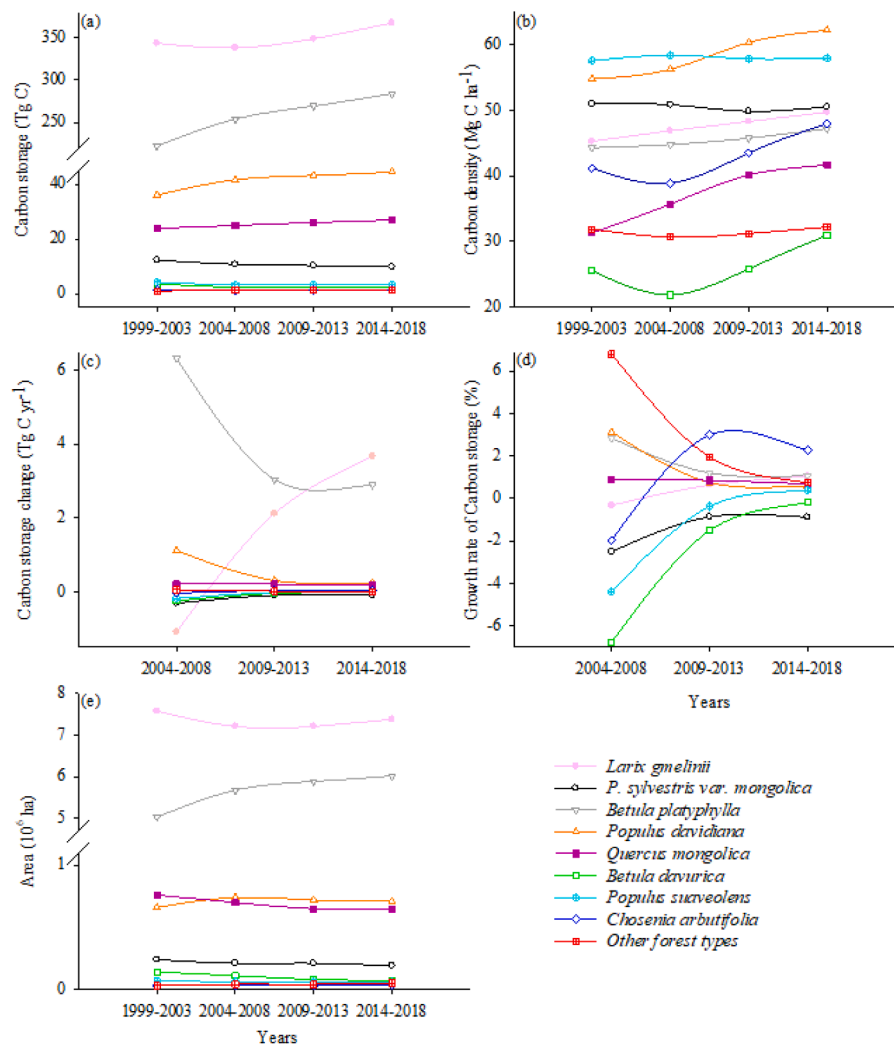 (a)
Carbon storage (Tg C)
350
300
250
40
20
0
1999-2003 2004-2008 2009-2013 2014-2018
(b)
Carbon density (Mg C ha⁻¹)
60
50
40
30
20
1999-2003 2004-2008 2009-2013 2014-2018
(c)
Carbon storage change (Tg C yr⁻¹)
6
4
2
0
2004-2008 2009-2013 2014-2018
(d)
Growth rate of Carbon storage (%)
6
4
2
0
-2
-4
-6
2004-2008 2009-2013 2014-2018
Years
(e)
Area (10⁶ ha)
8
7
6
5
1
0
1999-2003 2004-2008 2009-2013 2014-2018
Years
Larix gmelinii
P. sylvestris var. mongolica
Betula platyphylla
Populus davidiana
Quercus mongolica
Betula davurica
Populus suaveolens
Chosenia arbutifolia
Other forest types